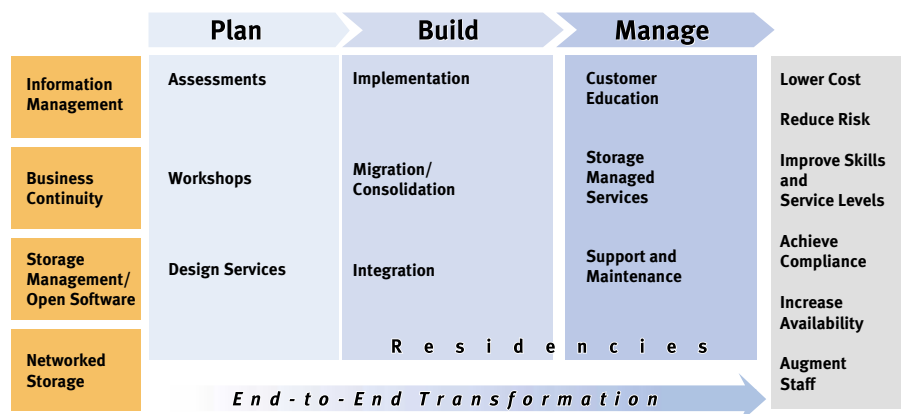 Plan
Build
Manage
Information
Management
Business
Continuity
Storage
Management/
Open Software
Networked
Storage
Assessments
Workshops
Design Services
Implementation
Migration/
Consolidation
Integration
Customer
Education
Storage
Managed
Services
Support and
Maintenance
Residencies
End-to-End Transformation
Lower Cost
Reduce Risk
Improve Skills
and
Service Levels
Achieve
Compliance
Increase
Availability
Augment
Staff